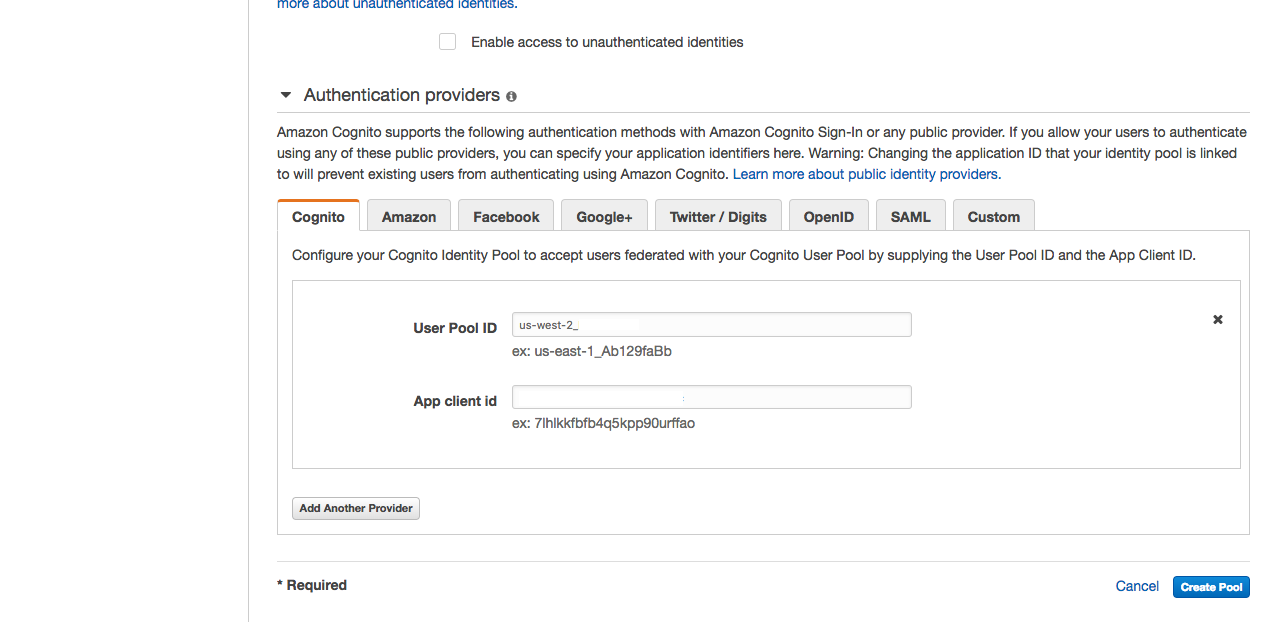 more about unauthenticated identities.
Enable access to unauthenticated identities
Authentication providers
Amazon Cognito supports the following authentication methods with Amazon Cognito Sign-In or any public provider. If you allow your users to authenticate
using any of these public providers, you can specify your application identifiers here. Warning: Changing the application ID that your identity pool is linked
to will prevent existing users from authenticating using Amazon Cognito. Learn more about public identity providers.
Cognito Amazon Facebook Google+ Twitter / Digits OpenID SAML Custom
Configure your Cognito Identity Pool to accept users federated with your Cognito User Pool by supplying the User Pool ID and the App Client ID.
User Pool ID us-west-2_
ex: us-east-1_Ab129faBb
App client id
ex: 7lhlkkfbfb4q5kpp90urffao
Add Another Provider
* Required Cancel Create Pool